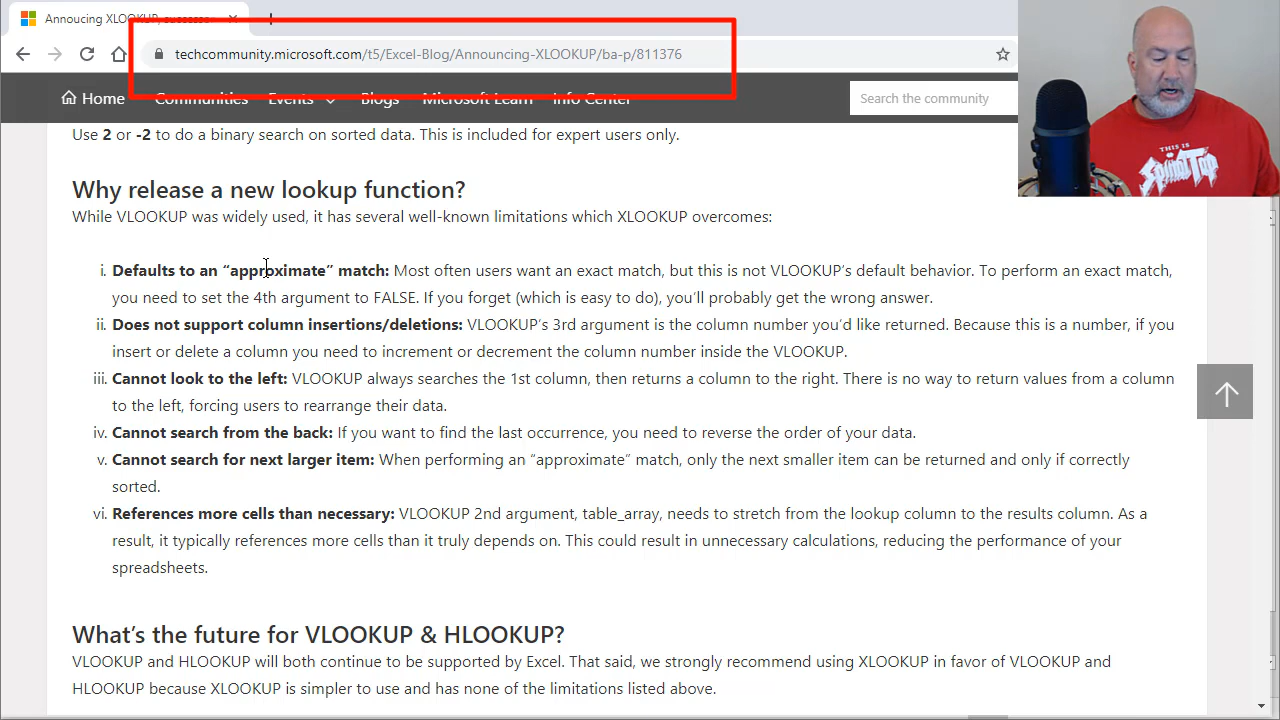 Annoucing XLOOKUP, successor
techcommunity.microsoft.com/t5/Excel-Blog/Announcing-XLOOKUP/ba-p/811376
Home Communities Events Blogs Microsoft Learn Info Center Search the community
THIS IS
SPINAL TAP
Use 2 or -2 to do a binary search on sorted data. This is included for expert users only.
Why release a new lookup function?
While VLOOKUP was widely used, it has several well-known limitations which XLOOKUP overcomes:
i. Defaults to an “approximate” match: Most often users want an exact match, but this is not VLOOKUP’s default behavior. To perform an exact match,
you need to set the 4th argument to FALSE. If you forget (which is easy to do), you’ll probably get the wrong answer.
ii. Does not support column insertions/deletions: VLOOKUP’s 3rd argument is the column number you’d like returned. Because this is a number, if you
insert or delete a column you need to increment or decrement the column number inside the VLOOKUP.
iii. Cannot look to the left: VLOOKUP always searches the 1st column, then returns a column to the right. There is no way to return values from a column
to the left, forcing users to rearrange their data.
iv. Cannot search from the back: If you want to find the last occurrence, you need to reverse the order of your data.
v. Cannot search for next larger item: When performing an “approximate” match, only the next smaller item can be returned and only if correctly
sorted.
vi. References more cells than necessary: VLOOKUP 2nd argument, table_array, needs to stretch from the lookup column to the results column. As a
result, it typically references more cells than it truly depends on. This could result in unnecessary calculations, reducing the performance of your
spreadsheets.
What’s the future for VLOOKUP & HLOOKUP?
VLOOKUP and HLOOKUP will both continue to be supported by Excel. That said, we strongly recommend using XLOOKUP in favor of VLOOKUP and
HLOOKUP because XLOOKUP is simpler to use and has none of the limitations listed above.